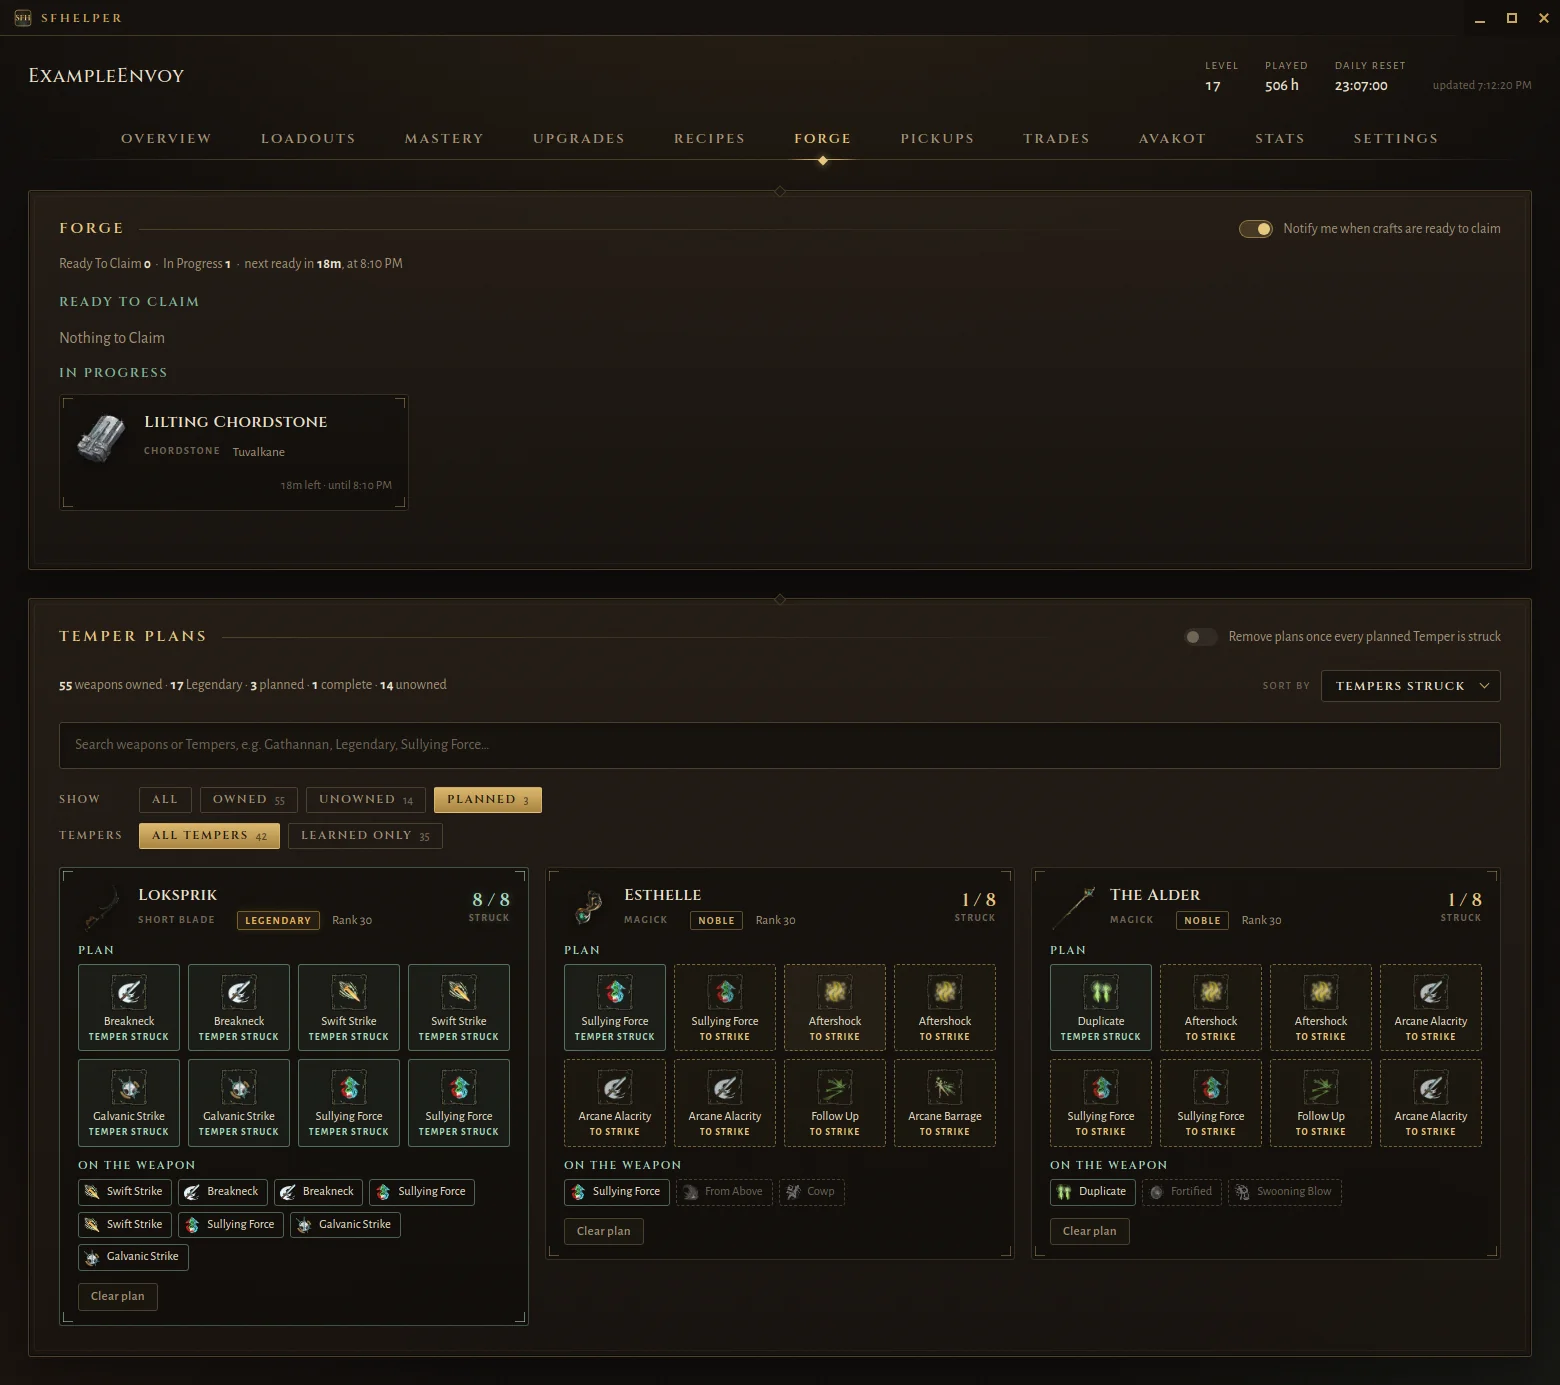 SFH SFHELPER
ExampleEnvoy
LEVEL PLAYED DAILY RESET
17 506 h 23:07:00 updated 7:12:20 PM
OVERVIEW LOADOUTS MASTERY UPGRADES RECIPES FORGE PICKUPS TRADES AVAKOT STATS SETTINGS
FORGE Notify me when crafts are ready to claim
Ready To Claim 0 · In Progress 1 · next ready in 18m, at 8:10 PM
READY TO CLAIM
Nothing to Claim
IN PROGRESS
Lilting Chordstone
CHORDSTONE Tuvalkane
18m left · until 8:10 PM
TEMPER PLANS Remove plans once every planned Temper is struck
55 weapons owned · 17 Legendary · 3 planned · 1 complete · 14 unowned SORT BY TEMPERS STRUCK
Search weapons or Tempers, e.g. Gathannan, Legendary, Sullying Force...
SHOW ALL OWNED 55 UNOWNED 14 PLANNED 3
TEMPERS ALL TEMPERS 42 LEARNED ONLY 35
Loksprik 8 / 8
SHORT BLADE LEGENDARY Rank 30 STRUCK
PLAN
Breakneck Breakneck Swift Strike Swift Strike
TEMPER STRUCK TEMPER STRUCK TEMPER STRUCK TEMPER STRUCK
Galvanic Strike Galvanic Strike Sullying Force Sullying Force
TEMPER STRUCK TEMPER STRUCK TEMPER STRUCK TEMPER STRUCK
ON THE WEAPON
Swift Strike Breakneck Breakneck Sullying Force
Swift Strike Sullying Force Galvanic Strike
Galvanic Strike
Clear plan
Esthelle 1 / 8
MAGICK NOBLE Rank 30 STRUCK
PLAN
Sullying Force Sullying Force Aftershock Aftershock
TEMPER STRUCK TO STRIKE TO STRIKE TO STRIKE
Arcane Alacrity Arcane Alacrity Follow Up Arcane Barrage
TO STRIKE TO STRIKE TO STRIKE TO STRIKE
ON THE WEAPON
Sullying Force From Above Cowp
Clear plan
The Alder 1 / 8
MAGICK NOBLE Rank 30 STRUCK
PLAN
Duplicate Aftershock Aftershock Arcane Alacrity
TEMPER STRUCK TO STRIKE TO STRIKE TO STRIKE
Sullying Force Sullying Force Follow Up Arcane Alacrity
TO STRIKE TO STRIKE TO STRIKE TO STRIKE
ON THE WEAPON
Duplicate Fortified Swooning Blow
Clear plan